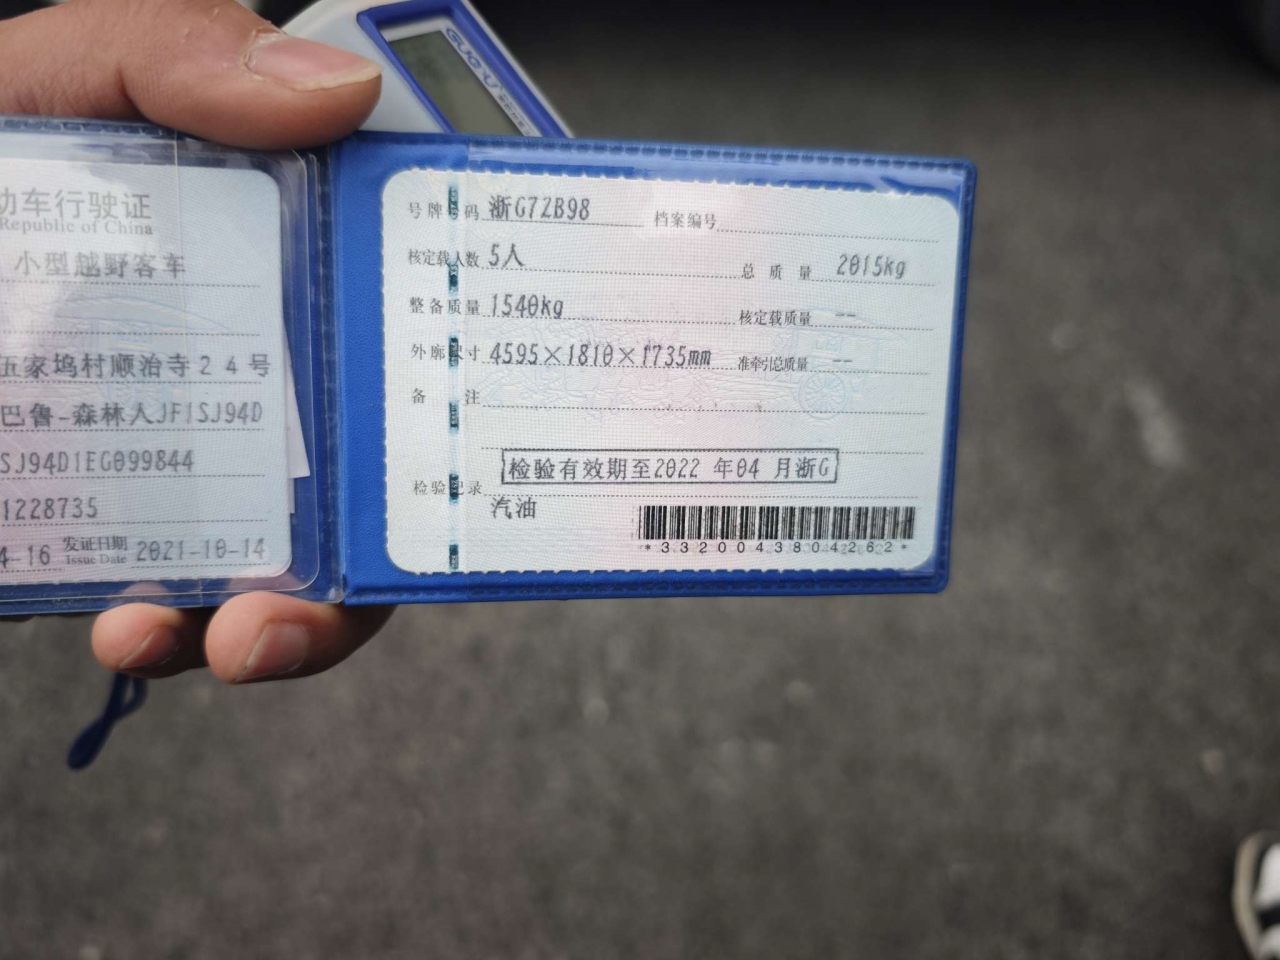 动车行驶证
Republic of China
小型越野客车
五家坞村顺治寺24号
巴鲁-森林人JF1SJ94D
SJ94D1EG099844
1228735
4-16 发证日期 2021-10-14
Issue Date
GUO
号牌号码 浙G7ZB98 档案编号
核定载人数 5人 总质量 2015kg
整备质量 1540kg 核定载质量 --
外廓尺寸 4595×1810×1735mm 准牵引总质量 --
备注
检验有效期至2022 年04 月浙G
检验记录
汽油
*3320043804262*